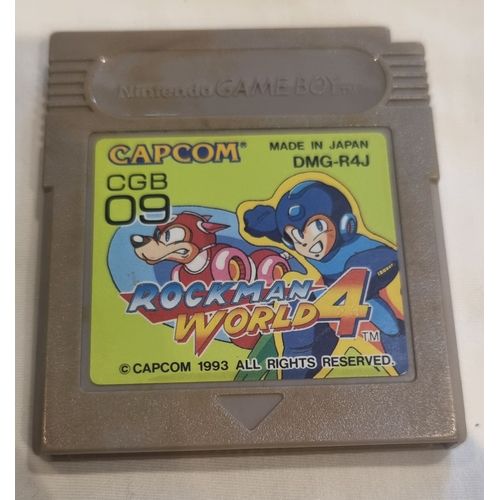 Nintendo GAME BOY TM
CAPCOM®
MADE IN JAPAN
DMG-R4J
CGB
09
ROCKMAN
WORLD 4 TM
© CAPCOM 1993 ALL RIGHTS RESERVED.